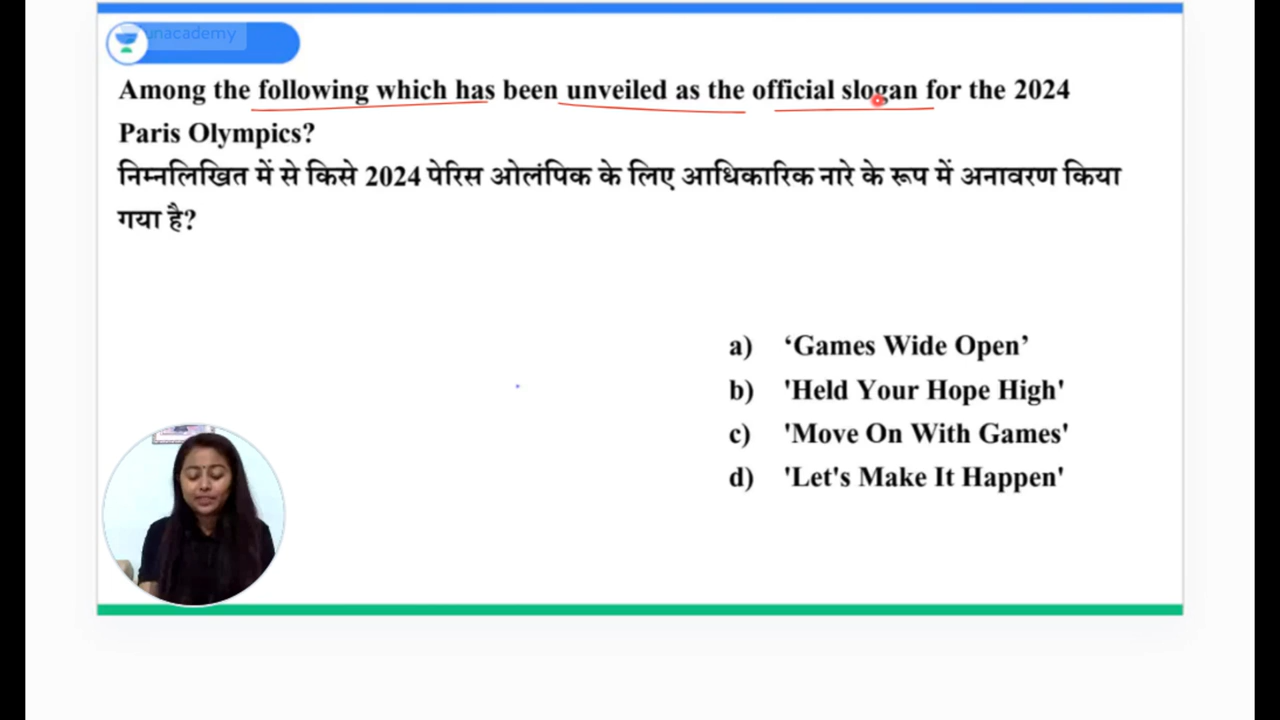 unacademy
Among the following which has been unveiled as the official slogan for the 2024
Paris Olympics?
निम्नलिखित में से किसे 2024 पेरिस ओलंपिक के लिए आधिकारिक नारे के रूप में अनावरण किया
गया है?
a) ‘Games Wide Open’
b) 'Held Your Hope High'
c) 'Move On With Games'
d) 'Let's Make It Happen'